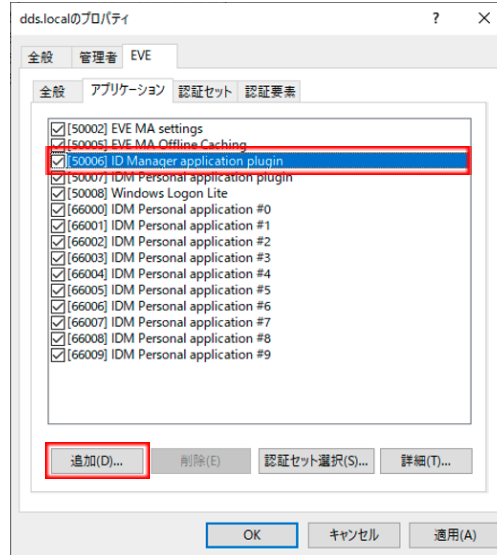 dds.localのプロパティ ? ×
全般 管理者 EVE
全般 アプリケーション 認証セット 認証要素
[50002] EVE MA settings
[50005] EVE MA Offline Caching
[50006] ID Manager application plugin
[50007] IDM Personal application plugin
[50008] Windows Logon Lite
[66000] IDM Personal application #0
[66001] IDM Personal application #1
[66002] IDM Personal application #2
[66003] IDM Personal application #3
[66004] IDM Personal application #4
[66005] IDM Personal application #5
[66006] IDM Personal application #6
[66007] IDM Personal application #7
[66008] IDM Personal application #8
[66009] IDM Personal application #9
追加(D)... 削除(E) 認証セット選択(S)... 詳細(T)...
OK キャンセル 適用(A)